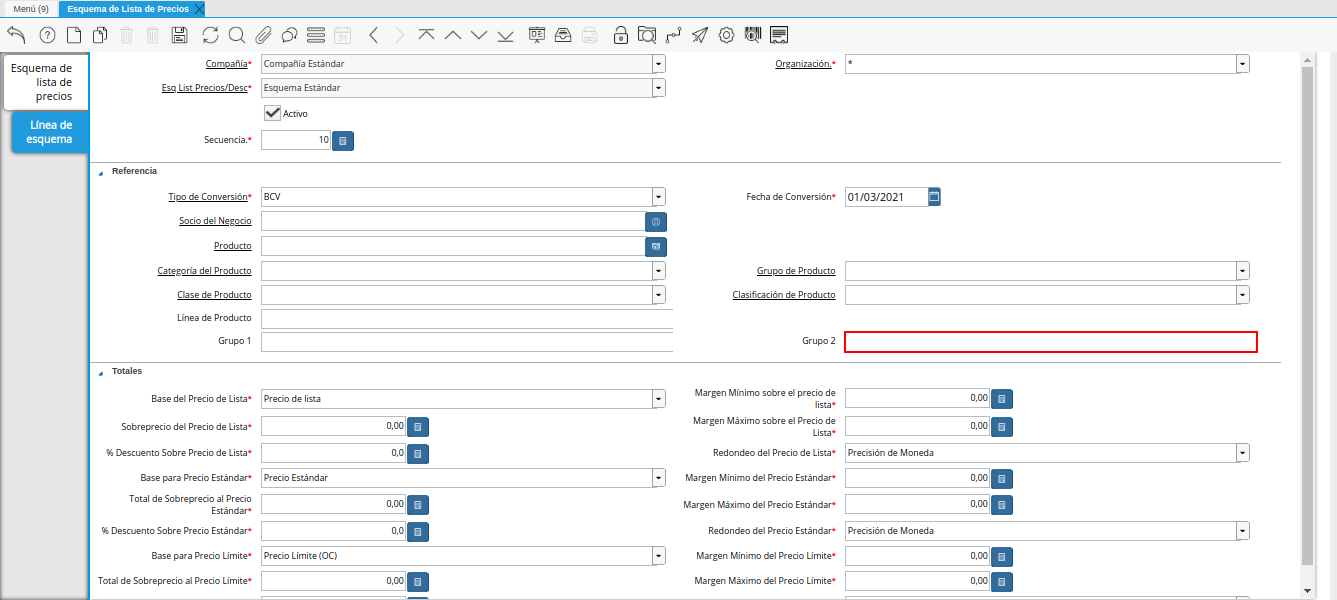 Menú (9)
Esquema de Lista de Precios
31
Esquema de
lista de
precios
Línea de
esquema
Compañía* Compañía Estándar
Organización.* *
Esq List Precios/Desc* Esquema Estándar
Activo
Secuencia.* 10
Referencia
Tipo de Conversión* BCV
Fecha de Conversión* 01/03/2021
Socio del Negocio
Producto
Categoría del Producto
Grupo de Producto
Clase de Producto
Clasificación de Producto
Línea de Producto
Grupo 1
Grupo 2
Totales
Base del Precio de Lista* Precio de lista
Margen Mínimo sobre el precio de
lista* 0,00
Sobreprecio del Precio de Lista* 0,00
Margen Máximo sobre el Precio de
Lista* 0,00
% Descuento Sobre Precio de Lista* 0,0
Redondeo del Precio de Lista* Precisión de Moneda
Base para Precio Estándar* Precio Estándar
Margen Mínimo del Precio Estándar* 0,00
Total de Sobreprecio al Precio
Estándar* 0,00
Margen Máximo del Precio Estándar* 0,00
% Descuento Sobre Precio Estándar* 0,0
Redondeo del Precio Estándar* Precisión de Moneda
Base para Precio Límite* Precio Límite (OC)
Margen Mínimo del Precio Límite* 0,00
Total de Sobreprecio al Precio Límite* 0,00
Margen Máximo del Precio Límite* 0,00